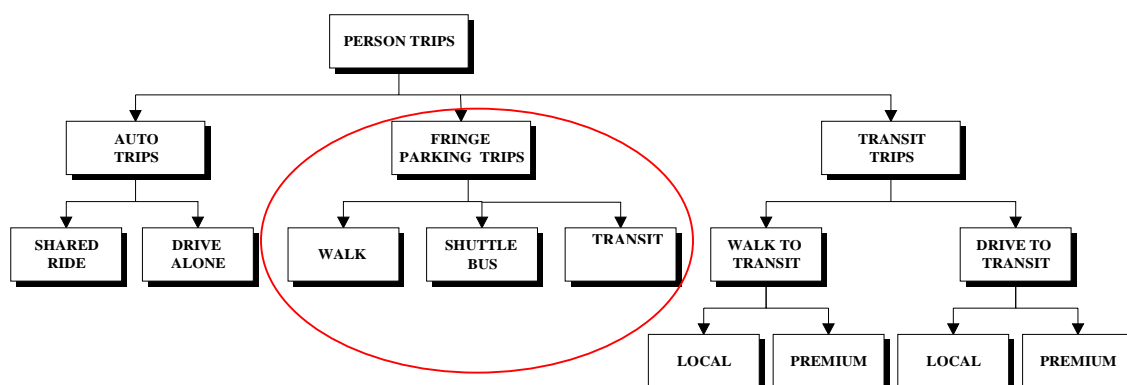 PERSON TRIPS
AUTO
TRIPS
FRINGE
PARKING TRIPS
TRANSIT
TRIPS
SHARED
RIDE
DRIVE
ALONE
WALK
SHUTTLE
BUS
TRANSIT
WALK TO
TRANSIT
DRIVE TO
TRANSIT
LOCAL
PREMIUM
LOCAL
PREMIUM